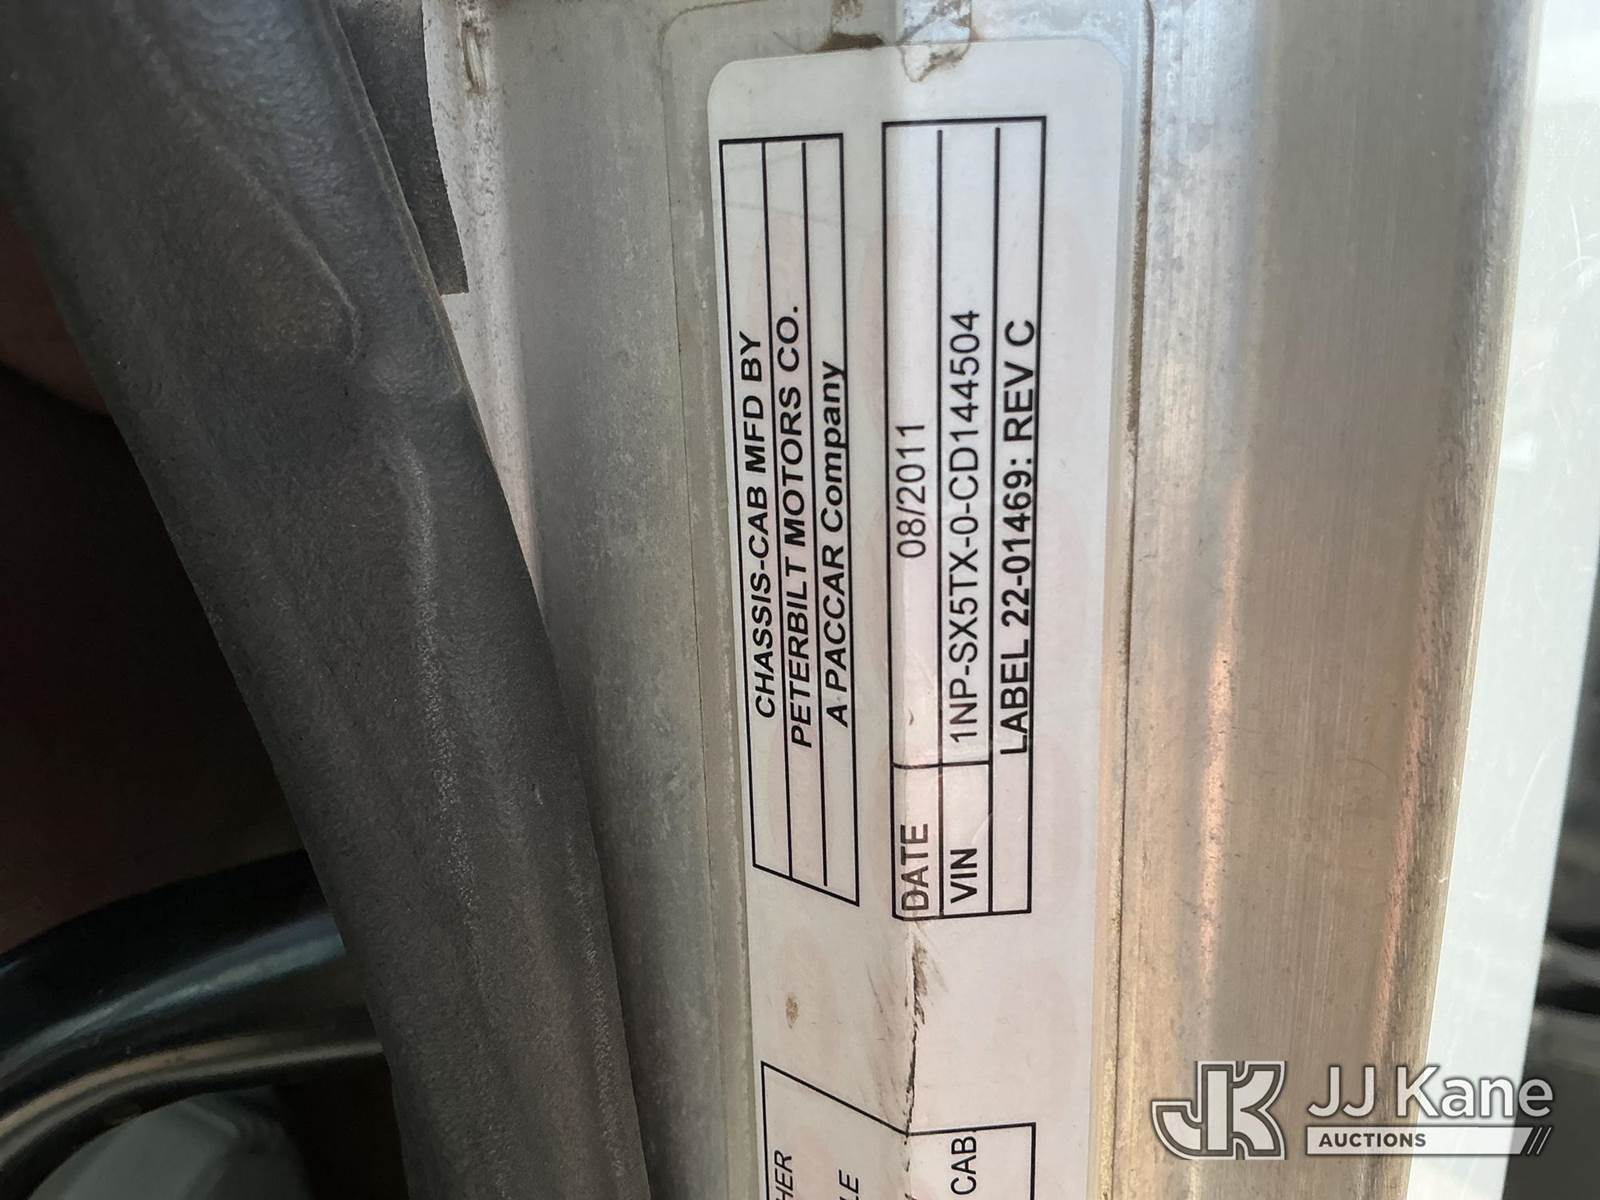 CHASSIS-CAB MFD BY
PETERBILT MOTORS CO.
A PACCAR Company
DATE 08/2011
VIN 1NP-SX5TX-0-CD144504
LABEL 22-01469: REV C
CAB
JJ Kane
AUCTIONS